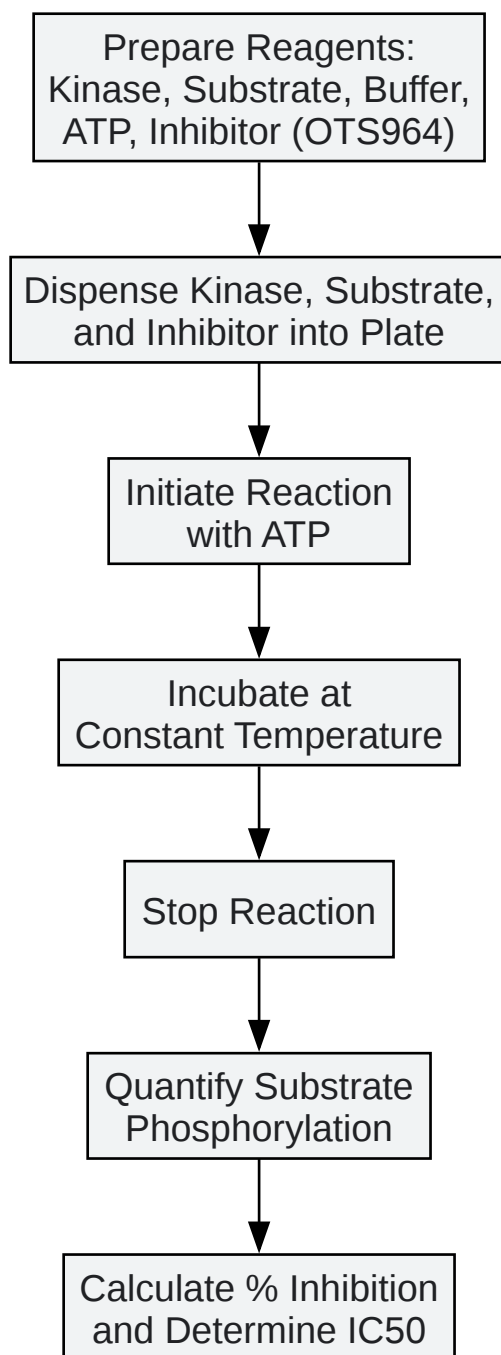 Prepare Reagents:
Kinase, Substrate, Buffer,
ATP, Inhibitor (OTS964)
Dispense Kinase, Substrate,
and Inhibitor into Plate
Initiate Reaction
with ATP
Incubate at
Constant Temperature
Stop Reaction
Quantify Substrate
Phosphorylation
Calculate % Inhibition
and Determine IC50